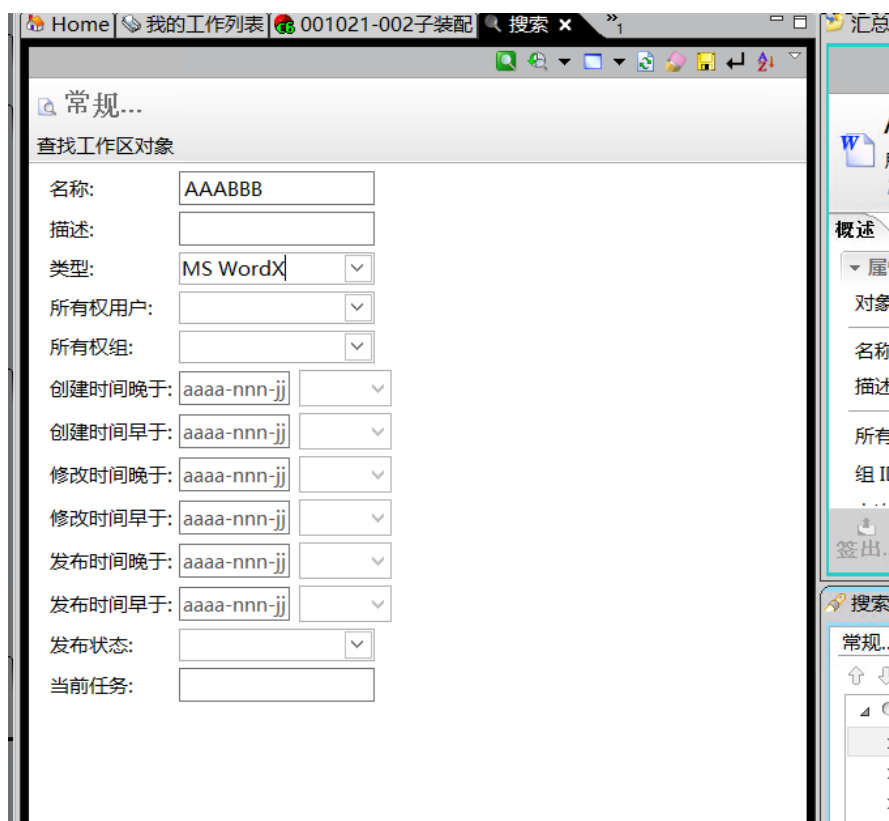 Home 我的工作列表 001021-002子装配 搜索 1 汇总
常规...
查找工作区对象
名称: AAABBB
描述:
类型: MS WordX
所有权用户:
所有权组:
创建时间晚于: aaaa-nnn-jj
创建时间早于: aaaa-nnn-jj
修改时间晚于: aaaa-nnn-jj
修改时间早于: aaaa-nnn-jj
发布时间晚于: aaaa-nnn-jj
发布时间早于: aaaa-nnn-jj
发布状态:
当前任务:
概述
对象
名称
描述
所有
组 ID
签出...
搜索
常规...